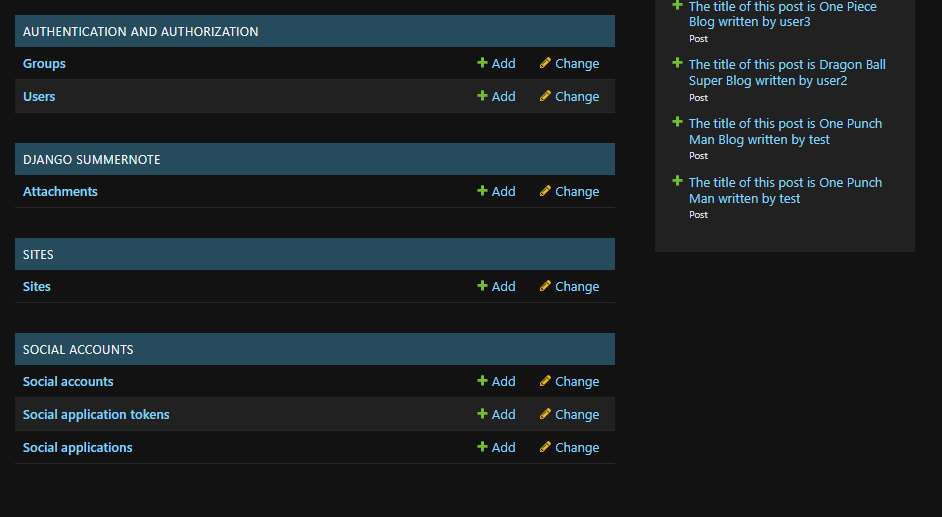 AUTHENTICATION AND AUTHORIZATION
Groups Add Change
Users Add Change
DJANGO SUMMERNOTE
Attachments Add Change
SITES
Sites Add Change
SOCIAL ACCOUNTS
Social accounts Add Change
Social application tokens Add Change
Social applications Add Change
The title of this post is One Piece
Blog written by user3
Post
The title of this post is Dragon Ball
Super Blog written by user2
Post
The title of this post is One Punch
Man Blog written by test
Post
The title of this post is One Punch
Man written by test
Post